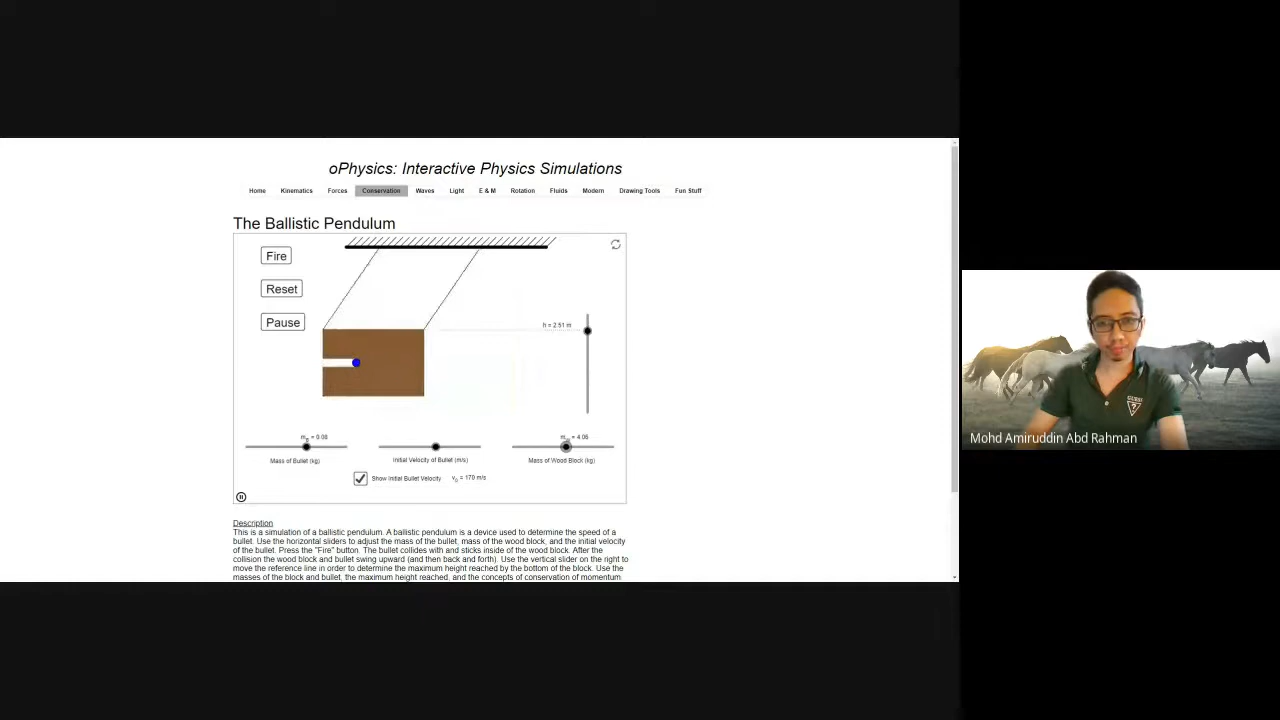 oPhysics: Interactive Physics Simulations
Home Kinematics Forces Conservation Waves Light E & M Rotation Fluids Modern Drawing Tools Fun Stuff
The Ballistic Pendulum
Fire
Reset
Pause
h = 2.51 m
m = 0.08
m = 4.06
Mass of Bullet (kg)
Initial Velocity of Bullet (m/s)
Mass of Wood Block (kg)
Show Initial Bullet Velocity
= 170 m/s
Description
This is a simulation of a ballistic pendulum. A ballistic pendulum is a device used to determine the speed of a
bullet. Use the horizontal sliders to adjust the mass of the bullet, mass of the wood block, and the initial velocity
of the bullet. Press the "Fire" button. The bullet collides with and sticks inside of the wood block. After the
collision the wood block and bullet swing upward (and then back and forth). Use the vertical slider on the right to
move the reference line in order to determine the maximum height reached by the bottom of the block. Use the
masses of the block and bullet, the maximum height reached, and the concepts of conservation of momentum
Mohd Amiruddin Abd Rahman